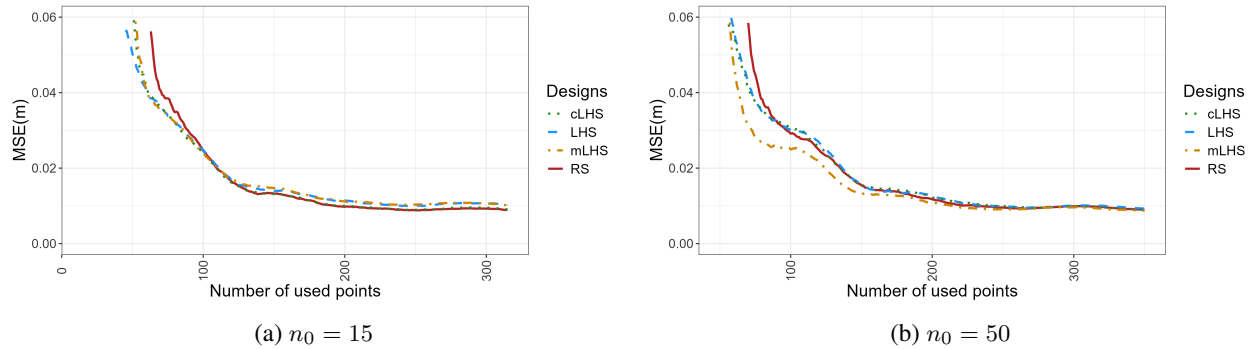 0.06
0.04
0.02
0.00
MSE(m)
0
100
200
300
Number of used points
Designs
cLHS
LHS
mLHS
RS
(a) n₀ = 15
0.06
0.04
0.02
0.00
MSE(m)
100
200
300
Number of used points
Designs
cLHS
LHS
mLHS
RS
(b) n₀ = 50